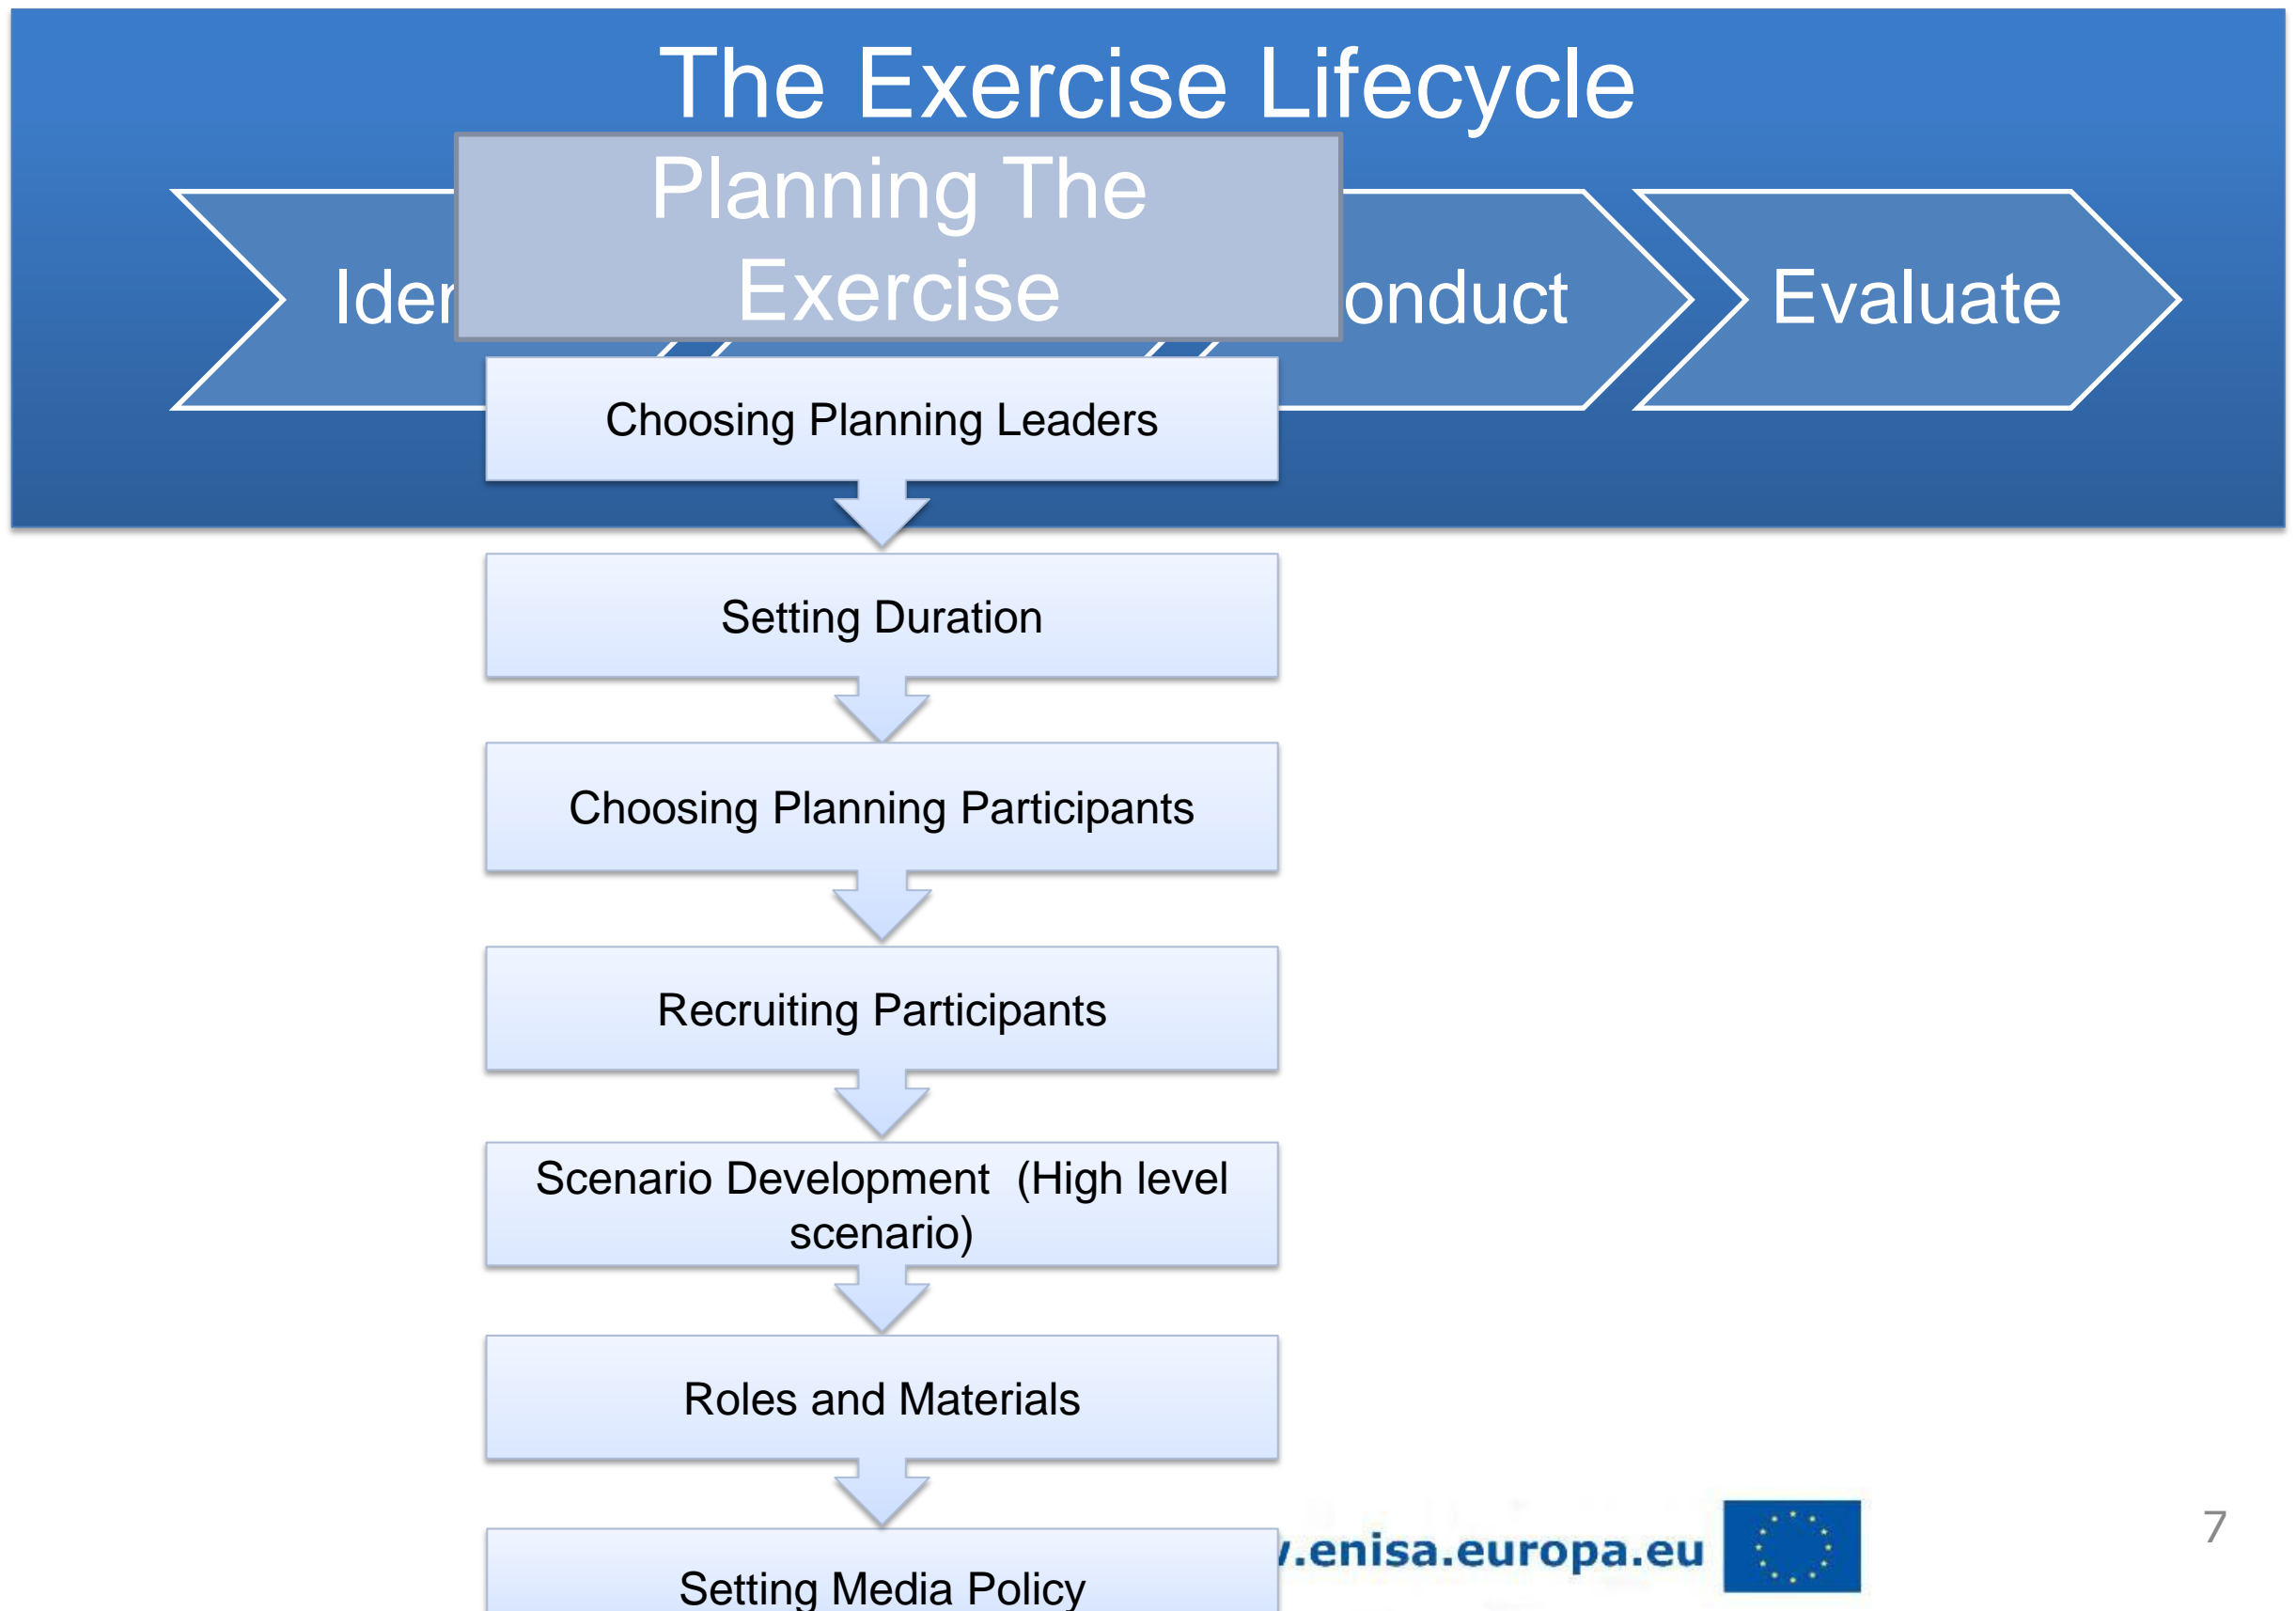 The Exercise Lifecycle
Planning The
Exercise
Iden
onduct
Evaluate
Choosing Planning Leaders
Setting Duration
Choosing Planning Participants
Recruiting Participants
Scenario Development (High level
scenario)
Roles and Materials
Setting Media Policy
.enisa.europa.eu
7